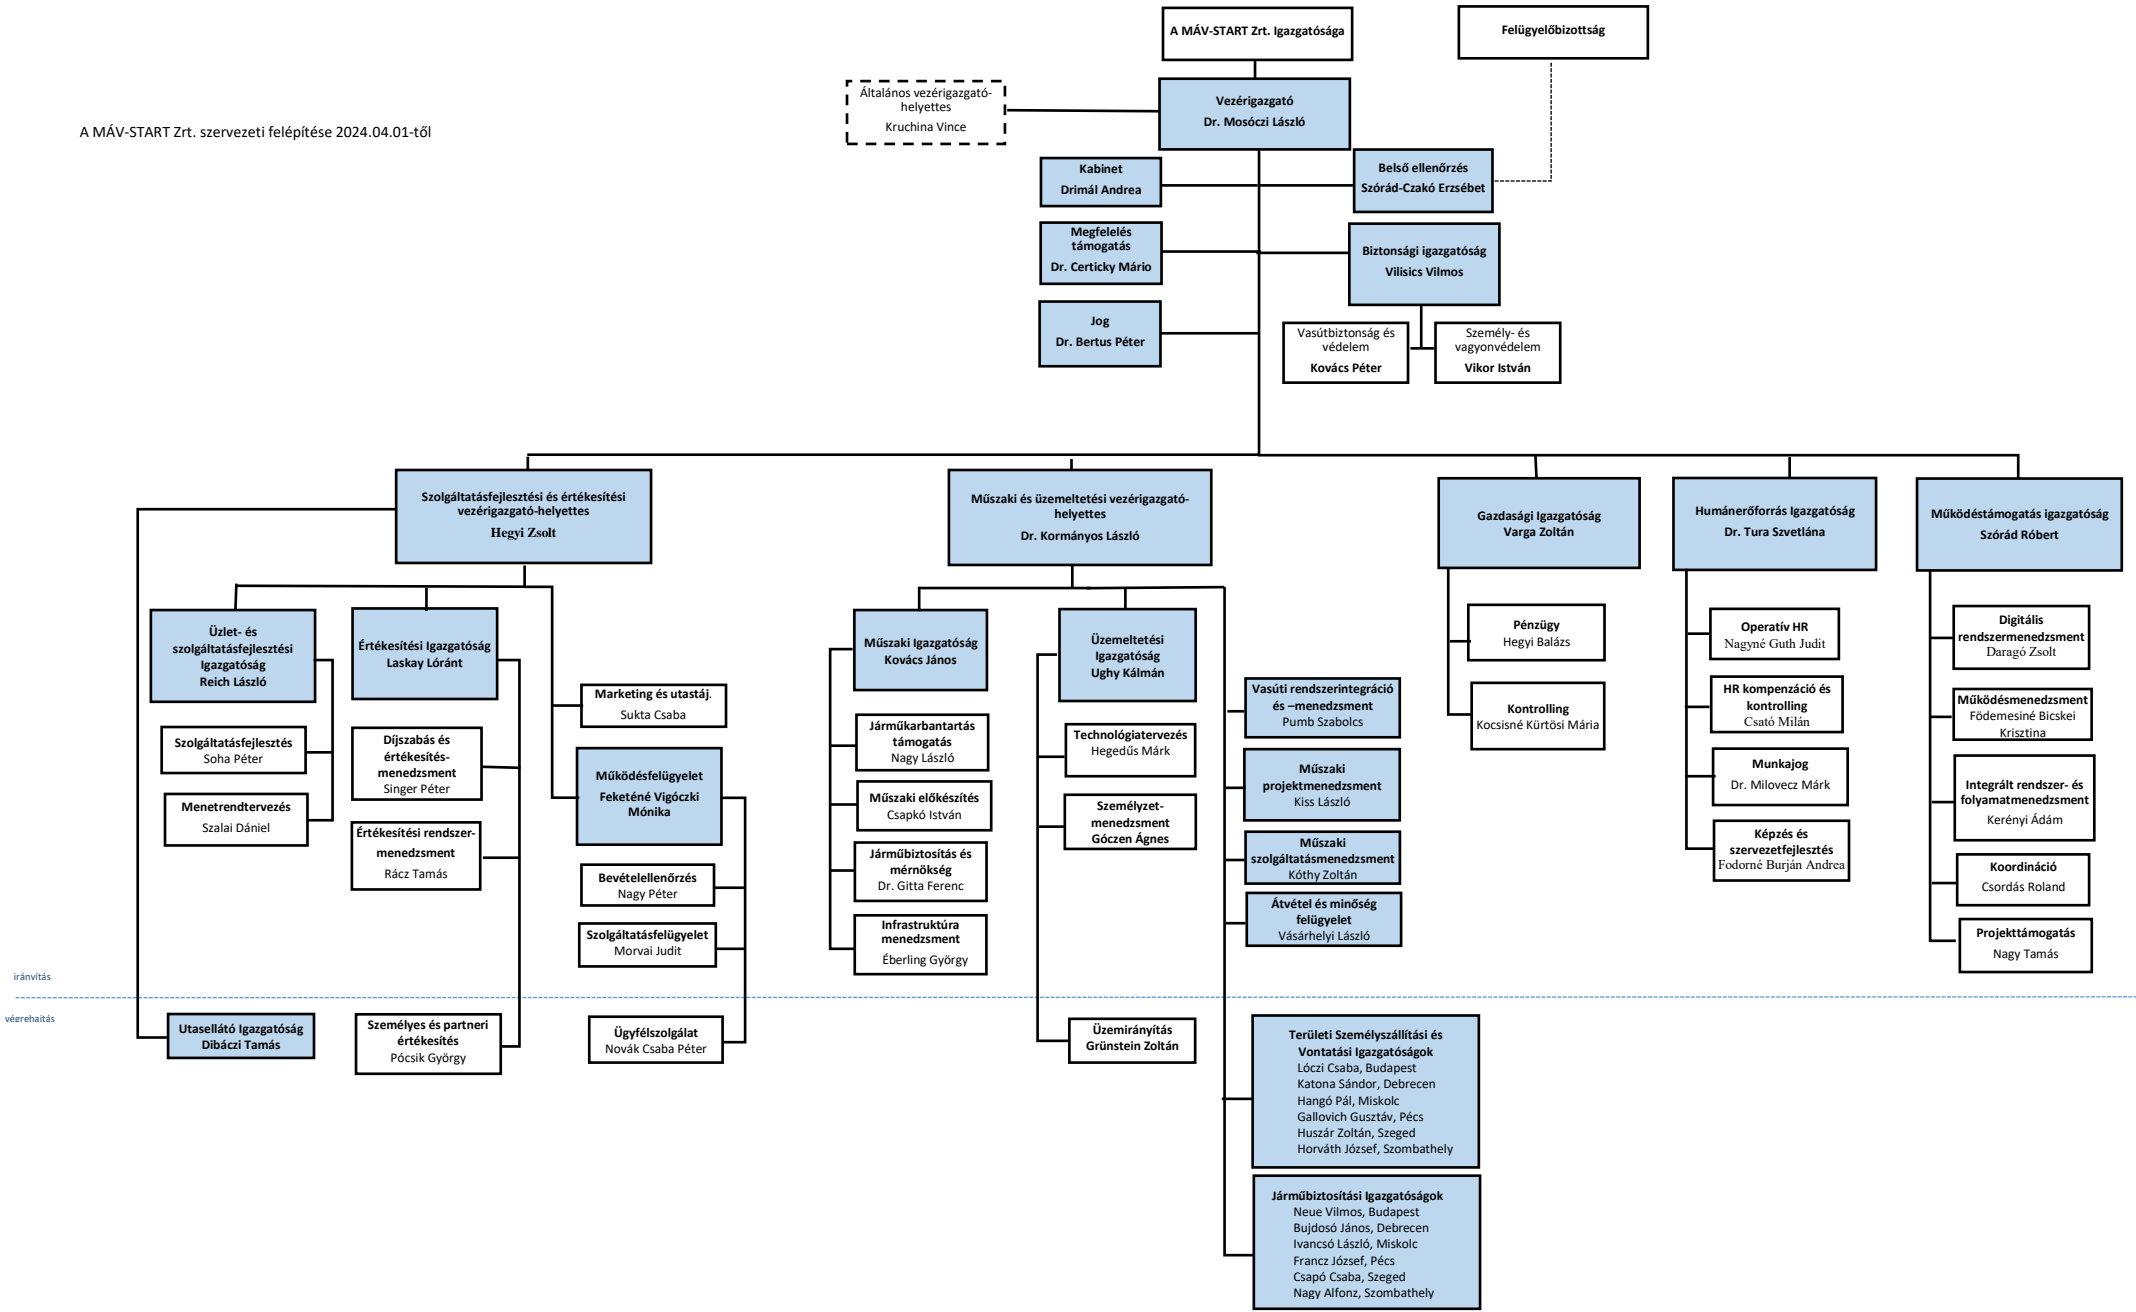 A MÁV-START Zrt. Igazgatósága
Felügyelőbizottság
Általános vezérigazgató-
helyettes
Kruchina Vince
Vezérigazgató
Dr. Mosóczi László
A MÁV-START Zrt. szervezeti felépítése 2024.04.01-től
Kabinet
Drimál Andrea
Belső ellenőrzés
Szórád-Czakó Erzsébet
Megfelelés
támogatás
Dr. Certicky Mário
Biztonsági igazgatóság
Vilisics Vilmos
Jog
Dr. Bertus Péter
Vasútbiztonság és
védelem
Kovács Péter
Személy- és
vagyonvédelem
Vikor István
Szolgáltatásfejlesztési és értékesítési
vezérigazgató-helyettes
Hegyi Zsolt
Műszaki és üzemeltetési vezérigazgató-
helyettes
Dr. Kormányos László
Gazdasági Igazgatóság
Varga Zoltán
Humánerőforrás Igazgatóság
Dr. Tura Szvetlána
Működéstámogatás igazgatóság
Szórád Róbert
Üzlet- és
szolgáltatásfejlesztési
Igazgatóság
Reich László
Szolgáltatásfejlesztés
Soha Péter
Menetrendtervezés
Szalai Dániel
Értékesítési Igazgatóság
Laskay Lóránt
Díjszabás és
értékesítés-
menedzsment
Singer Péter
Értékesítési rendszer-
menedzsment
Rácz Tamás
Marketing és utastáj.
Sukta Csaba
Működésfelügyelet
Feketéné Vigóczki
Mónika
Bevételellenőrzés
Nagy Péter
Szolgáltatásfelügyelet
Morvai Judit
Műszaki Igazgatóság
Kovács János
Járműkarbantartás
támogatás
Nagy László
Műszaki előkészítés
Csapkó István
Járműbiztosítás és
mérnökség
Dr. Gitta Ferenc
Infrastruktúra
menedzsment
Éberling György
Üzemeltetési
Igazgatóság
Ughy Kálmán
Technológiatervezés
Hegedűs Márk
Személyzet-
menedzsment
Góczen Ágnes
Vasúti rendszerintegráció
és –menedzsment
Pumb Szabolcs
Műszaki
projektmenedzsment
Kiss László
Műszaki
szolgáltatásmenedzsment
Kóthy Zoltán
Átvétel és minőség
felügyelet
Vásárhelyi László
Pénzügy
Hegyi Balázs
Kontrolling
Kocsisné Kürtösi Mária
Operatív HR
Nagyné Guth Judit
HR kompenzáció és
kontrolling
Csató Milán
Munkajog
Dr. Milovecz Márk
Képzés és
szervezetfejlesztés
Fodorné Burján Andrea
Digitális
rendszermenedzsment
Daragó Zsolt
Működésmenedzsment
Födemesiné Bicskei
Krisztina
Integrált rendszer- és
folyamatmenedzsment
Kerényi Ádám
Koordináció
Csordás Roland
Projekttámogatás
Nagy Tamás
irányítás
végrehajtás
Utasellátó Igazgatóság
Dibáczi Tamás
Személyes és partneri
értékesítés
Pócsik György
Ügyfélszolgálat
Novák Csaba Péter
Üzemirányítás
Grünstein Zoltán
Területi Személyszállítási és
Vontatási Igazgatóságok
Lóczi Csaba, Budapest
Katona Sándor, Debrecen
Hangó Pál, Miskolc
Gallovich Gusztáv, Pécs
Huszár Zoltán, Szeged
Horváth József, Szombathely
Járműbiztosítási Igazgatóságok
Neue Vilmos, Budapest
Bujdosó János, Debrecen
Ivancsó László, Miskolc
Francz József, Pécs
Csapó Csaba, Szeged
Nagy Alfonz, Szombathely